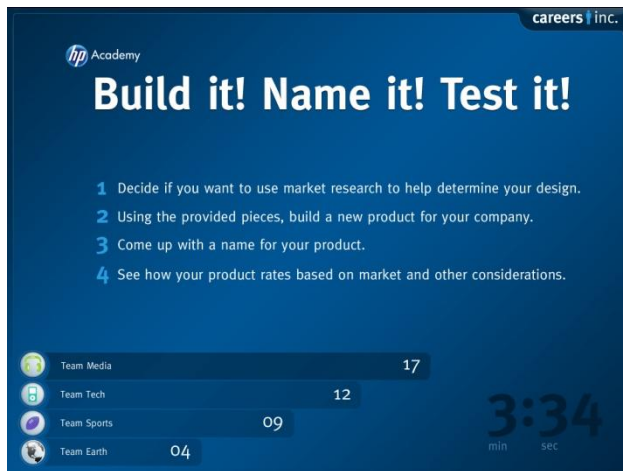 careers inc.
hp Academy
Build it! Name it! Test it!
1 Decide if you want to use market research to help determine your design.
2 Using the provided pieces, build a new product for your company.
3 Come up with a name for your product.
4 See how your product rates based on market and other considerations.
Team Media 17
Team Tech 12
Team Sports 09
Team Earth 04
3:34
min sec